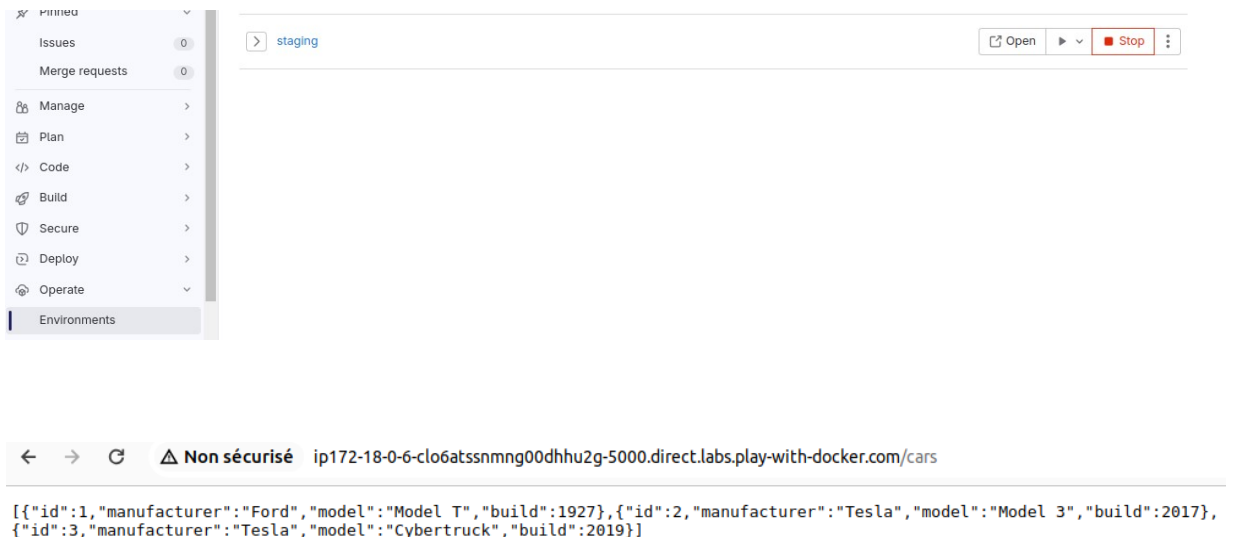 Pinned
Issues 0
staging
Open
Stop
Merge requests 0
Manage
Plan
Code
Build
Secure
Deploy
Operate
Environments
Non sécurisé ip172-18-0-6-clo6atssnmng00dhhu2g-5000.direct.labs.play-with-docker.com/cars
[{"id":1,"manufacturer":"Ford","model":"Model T","build":1927},{"id":2,"manufacturer":"Tesla","model":"Model 3","build":2017},
{"id":3,"manufacturer":"Tesla","model":"Cybertruck","build":2019}]